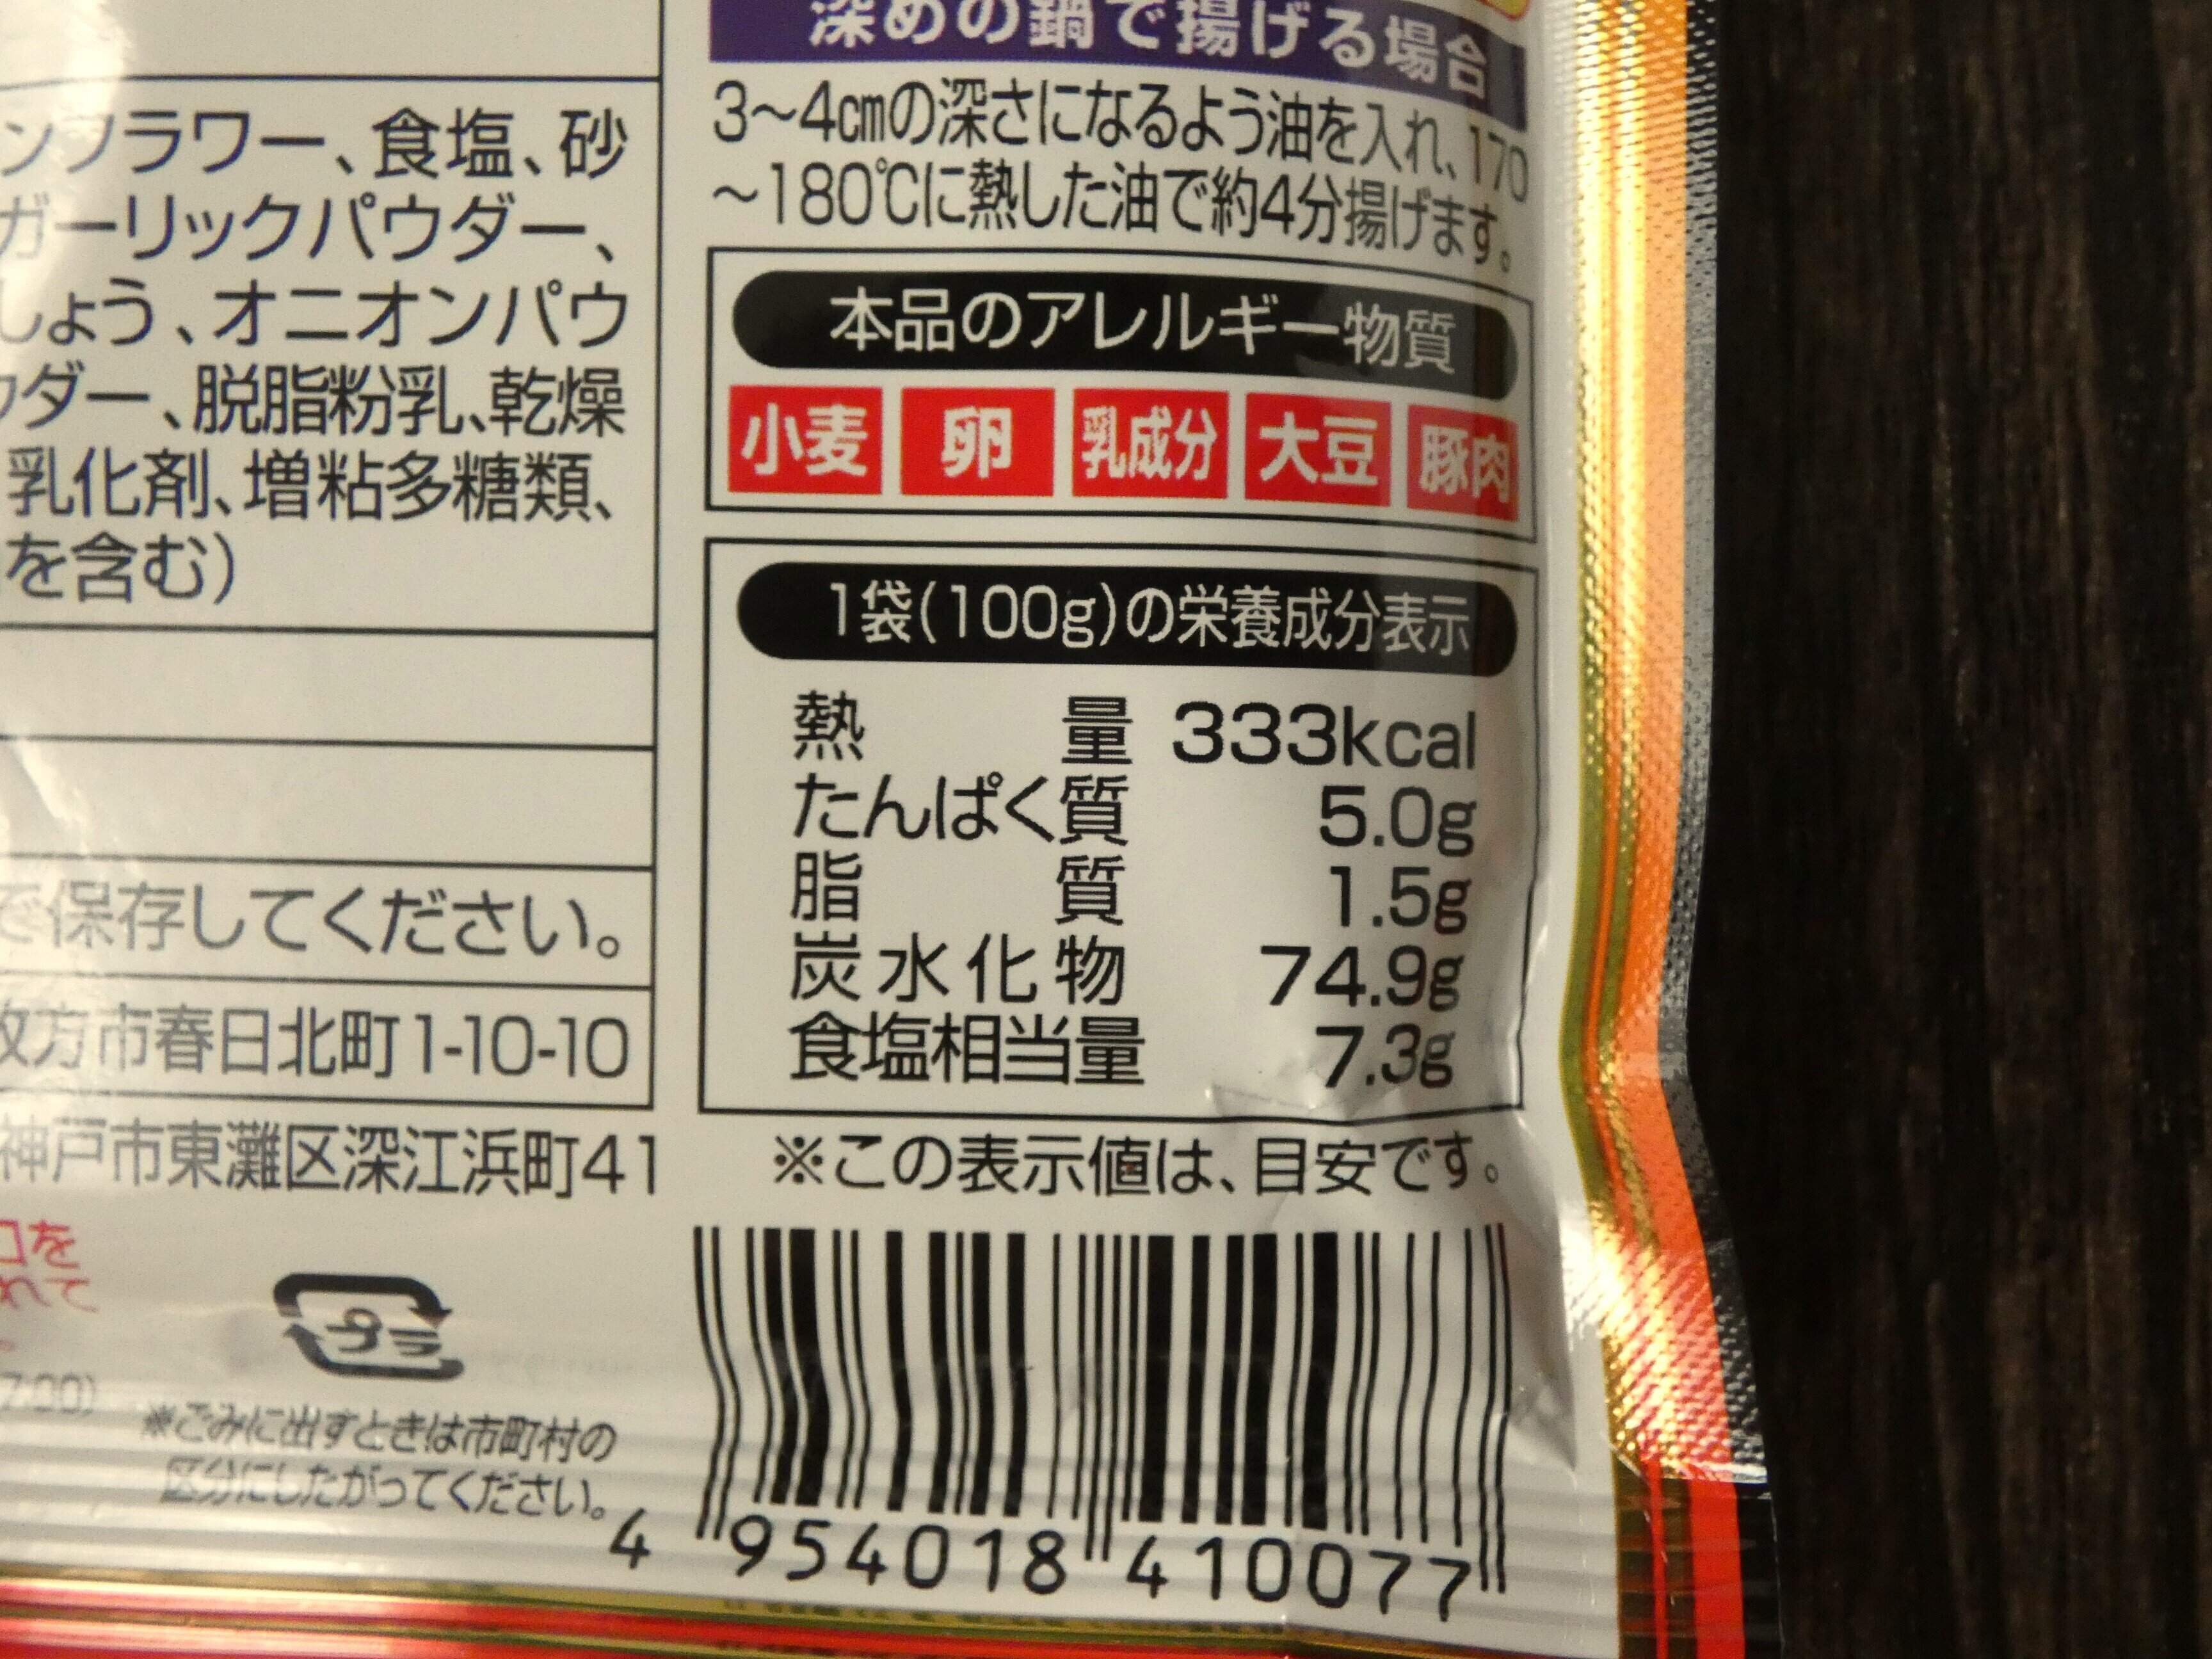 ンフラワー、食塩、砂
ガーリックパウダー、
しょう、オニオンパウ
ダー、脱脂粉乳、乾燥
乳化剤、増粘多糖類、
を含む）
で保存してください。
枚方市春日北町1-10-10
神戸市東灘区深江浜町41
プラ
※ごみに出すときは市町村の
区分にしたがってください。
深めの鍋で揚げる場合
3～4㎝の深さになるよう油を入れ、170
～180℃に熱した油で約4分揚げます。
本品のアレルギー物質
小麦 卵 乳成分 大豆 豚肉
1袋(100g)の栄養成分表示
熱量 333kcal
たんぱく質 5.0g
脂質 1.5g
炭水化物 74.9g
食塩相当量 7.3g
※この表示値は、目安です。
4 954018 410077